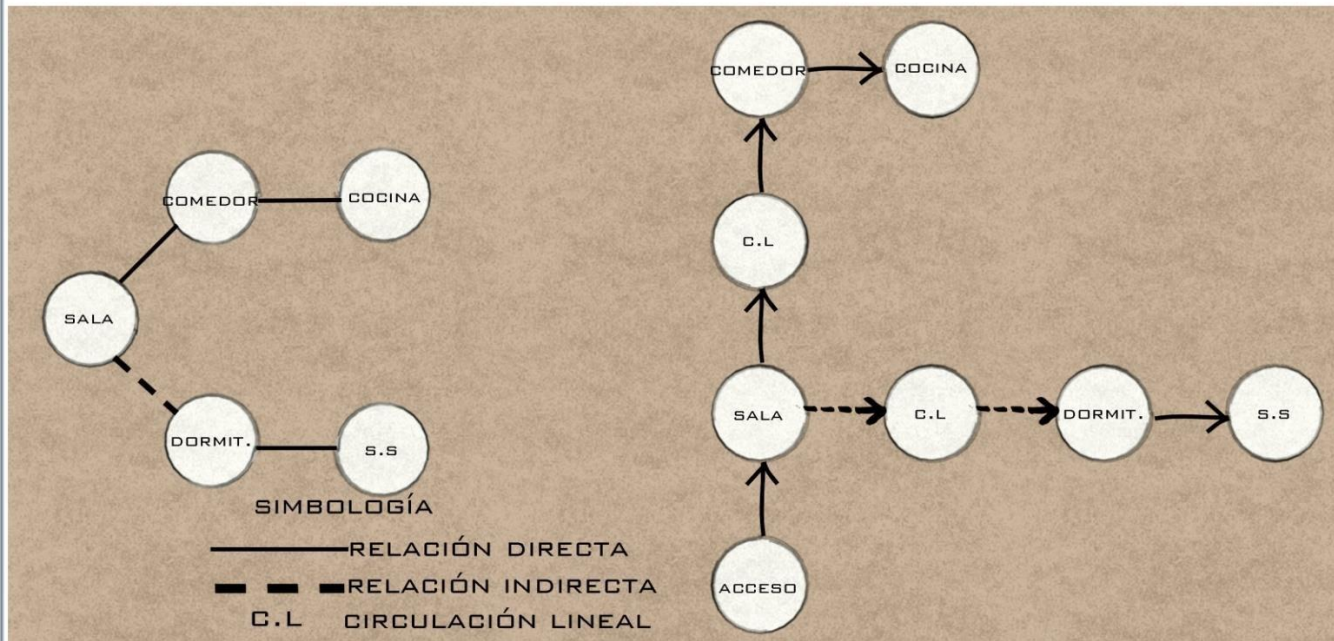 COMEDOR
COCINA
SALA
DORMIT.
S.S
SIMBOLOGÍA
RELACIÓN DIRECTA
RELACIÓN INDIRECTA
C.L CIRCULACIÓN LINEAL
COMEDOR
COCINA
C.L
SALA
C.L
DORMIT.
S.S
ACCESO